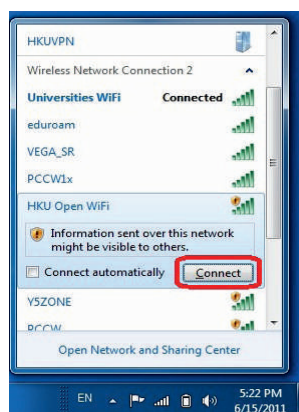 HKUVPN
Wireless Network Connection 2
Universities WiFi Connected
eduroam
VEGA_SR
PCCW1x
HKU Open WiFi
Information sent over this network
might be visible to others.
Connect automatically Connect
Y5ZONE
PCCW
Open Network and Sharing Center
EN 5:22 PM
6/15/2011